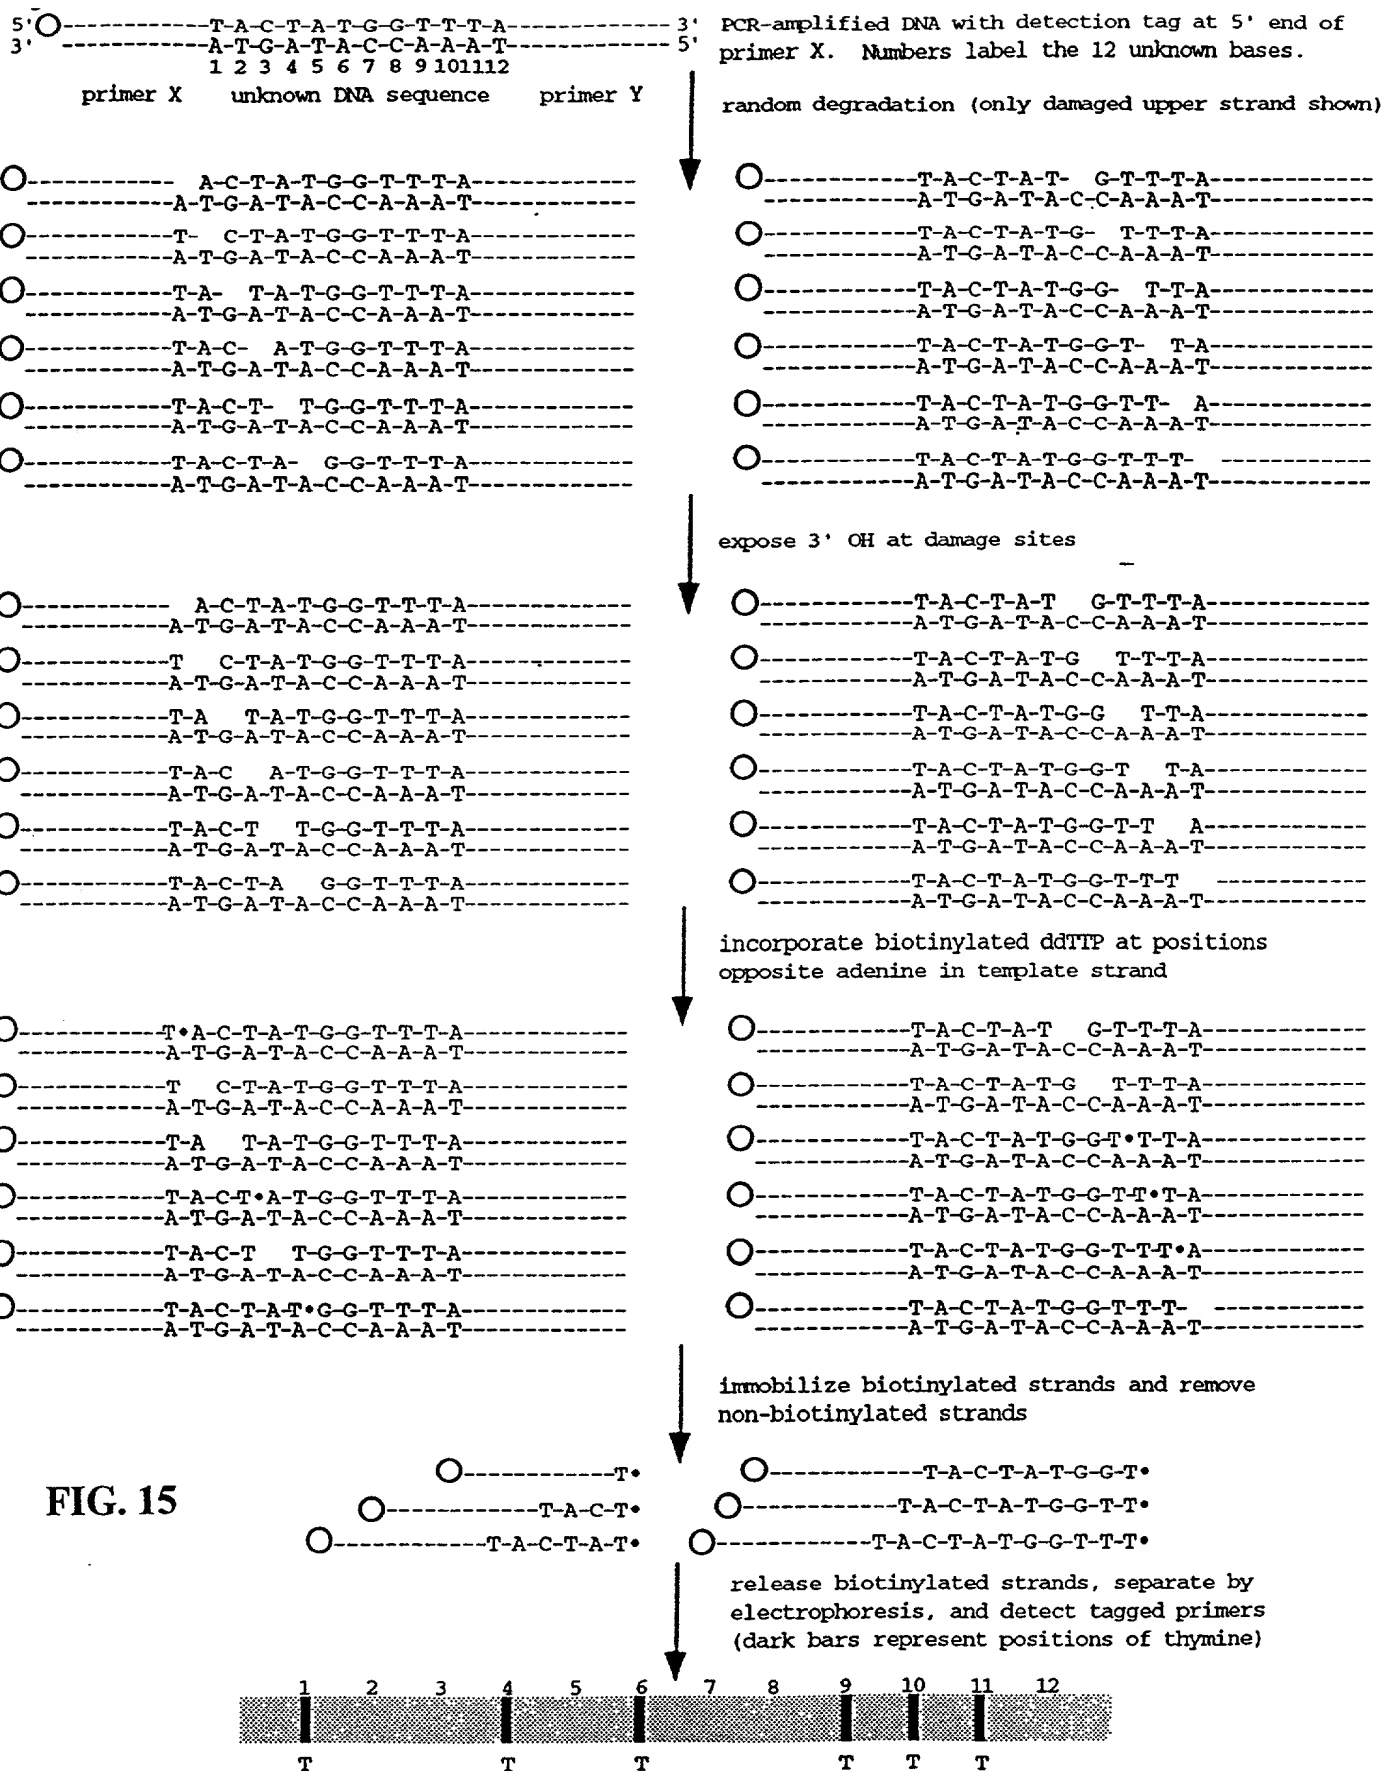 5' ------------T-A-C-T-A-T-G-G-T-T-T-A------------ 3'
3' ------------A-T-G-A-T-A-C-C-A-A-A-T------------ 5'
1 2 3 4 5 6 7 8 9 10 11 12
primer X unknown DNA sequence primer Y
PCR-amplified DNA with detection tag at 5' end of
primer X. Numbers label the 12 unknown bases.
random degradation (only damaged upper strand shown)
------------ A-C-T-A-T-G-G-T-T-T-A------------
------------A-T-G-A-T-A-C-C-A-A-A-T------------
------------T- C-T-A-T-G-G-T-T-T-A------------
------------A-T-G-A-T-A-C-C-A-A-A-T------------
------------T-A- T-A-T-G-G-T-T-T-A------------
------------A-T-G-A-T-A-C-C-A-A-A-T------------
------------T-A-C- A-T-G-G-T-T-T-A------------
------------A-T-G-A-T-A-C-C-A-A-A-T------------
------------T-A-C-T- T-G-G-T-T-T-A------------
------------A-T-G-A-T-A-C-C-A-A-A-T------------
------------T-A-C-T-A- G-G-T-T-T-A------------
------------A-T-G-A-T-A-C-C-A-A-A-T------------
------------T-A-C-T-A-T- G-T-T-T-A------------
------------A-T-G-A-T-A-C-C-A-A-A-T------------
------------T-A-C-T-A-T-G- T-T-T-A------------
------------A-T-G-A-T-A-C-C-A-A-A-T------------
------------T-A-C-T-A-T-G-G- T-T-A------------
------------A-T-G-A-T-A-C-C-A-A-A-T------------
------------T-A-C-T-A-T-G-G-T- T-A------------
------------A-T-G-A-T-A-C-C-A-A-A-T------------
------------T-A-C-T-A-T-G-G-T-T- A------------
------------A-T-G-A-T-A-C-C-A-A-A-T------------
------------T-A-C-T-A-T-G-G-T-T-T- ------------
------------A-T-G-A-T-A-C-C-A-A-A-T------------
expose 3' OH at damage sites
------------ A-C-T-A-T-G-G-T-T-T-A------------
------------A-T-G-A-T-A-C-C-A-A-A-T------------
------------T C-T-A-T-G-G-T-T-T-A------------
------------A-T-G-A-T-A-C-C-A-A-A-T------------
------------T-A T-A-T-G-G-T-T-T-A------------
------------A-T-G-A-T-A-C-C-A-A-A-T------------
------------T-A-C A-T-G-G-T-T-T-A------------
------------A-T-G-A-T-A-C-C-A-A-A-T------------
------------T-A-C-T T-G-G-T-T-T-A------------
------------A-T-G-A-T-A-C-C-A-A-A-T------------
------------T-A-C-T-A G-G-T-T-T-A------------
------------A-T-G-A-T-A-C-C-A-A-A-T------------
------------T-A-C-T-A-T G-T-T-T-A------------
------------A-T-G-A-T-A-C-C-A-A-A-T------------
------------T-A-C-T-A-T-G T-T-T-A------------
------------A-T-G-A-T-A-C-C-A-A-A-T------------
------------T-A-C-T-A-T-G-G T-T-A------------
------------A-T-G-A-T-A-C-C-A-A-A-T------------
------------T-A-C-T-A-T-G-G-T T-A------------
------------A-T-G-A-T-A-C-C-A-A-A-T------------
------------T-A-C-T-A-T-G-G-T-T A------------
------------A-T-G-A-T-A-C-C-A-A-A-T------------
------------T-A-C-T-A-T-G-G-T-T-T ------------
------------A-T-G-A-T-A-C-C-A-A-A-T------------
incorporate biotinylated ddTTP at positions
opposite adenine in template strand
------------T•A-C-T-A-T-G-G-T-T-T-A------------
------------A-T-G-A-T-A-C-C-A-A-A-T------------
------------T C-T-A-T-G-G-T-T-T-A------------
------------A-T-G-A-T-A-C-C-A-A-A-T------------
------------T-A T-A-T-G-G-T-T-T-A------------
------------A-T-G-A-T-A-C-C-A-A-A-T------------
------------T-A-C-T•A-T-G-G-T-T-T-A------------
------------A-T-G-A-T-A-C-C-A-A-A-T------------
------------T-A-C-T T-G-G-T-T-T-A------------
------------A-T-G-A-T-A-C-C-A-A-A-T------------
------------T-A-C-T-A-T•G-G-T-T-T-A------------
------------A-T-G-A-T-A-C-C-A-A-A-T------------
------------T-A-C-T-A-T G-T-T-T-A------------
------------A-T-G-A-T-A-C-C-A-A-A-T------------
------------T-A-C-T-A-T-G T-T-T-A------------
------------A-T-G-A-T-A-C-C-A-A-A-T------------
------------T-A-C-T-A-T-G-G-T•T-T-A------------
------------A-T-G-A-T-A-C-C-A-A-A-T------------
------------T-A-C-T-A-T-G-G-T-T•T-A------------
------------A-T-G-A-T-A-C-C-A-A-A-T------------
------------T-A-C-T-A-T-G-G-T-T-T•A------------
------------A-T-G-A-T-A-C-C-A-A-A-T------------
------------T-A-C-T-A-T-G-G-T-T-T- ------------
------------A-T-G-A-T-A-C-C-A-A-A-T------------
immobilize biotinylated strands and remove
non-biotinylated strands
------------T•
------------T-A-C-T•
------------T-A-C-T-A-T•
------------T-A-C-T-A-T-G-G-T•
------------T-A-C-T-A-T-G-G-T-T•
------------T-A-C-T-A-T-G-G-T-T-T•
FIG. 15
release biotinylated strands, separate by
electrophoresis, and detect tagged primers
(dark bars represent positions of thymine)
1 2 3 4 5 6 7 8 9 10 11 12
T T T T T T